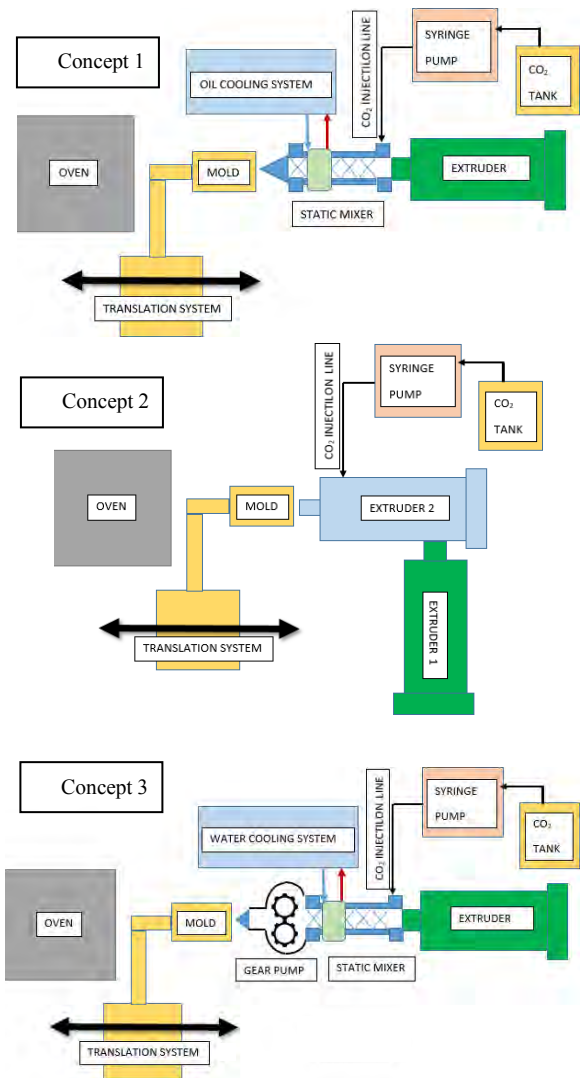 Concept 1
SYRINGE
PUMP
CO₂
TANK
CO₂ INJECTILON LINE
OIL COOLING SYSTEM
OVEN
MOLD
EXTRUDER
STATIC MIXER
TRANSLATION SYSTEM
Concept 2
CO₂ INJECTILON LINE
SYRINGE
PUMP
CO₂
TANK
OVEN
MOLD
EXTRUDER 2
EXTRUDER 1
TRANSLATION SYSTEM
Concept 3
CO₂ INJECTILON LINE
SYRINGE
PUMP
CO₂
TANK
WATER COOLING SYSTEM
OVEN
MOLD
EXTRUDER
GEAR PUMP
STATIC MIXER
TRANSLATION SYSTEM